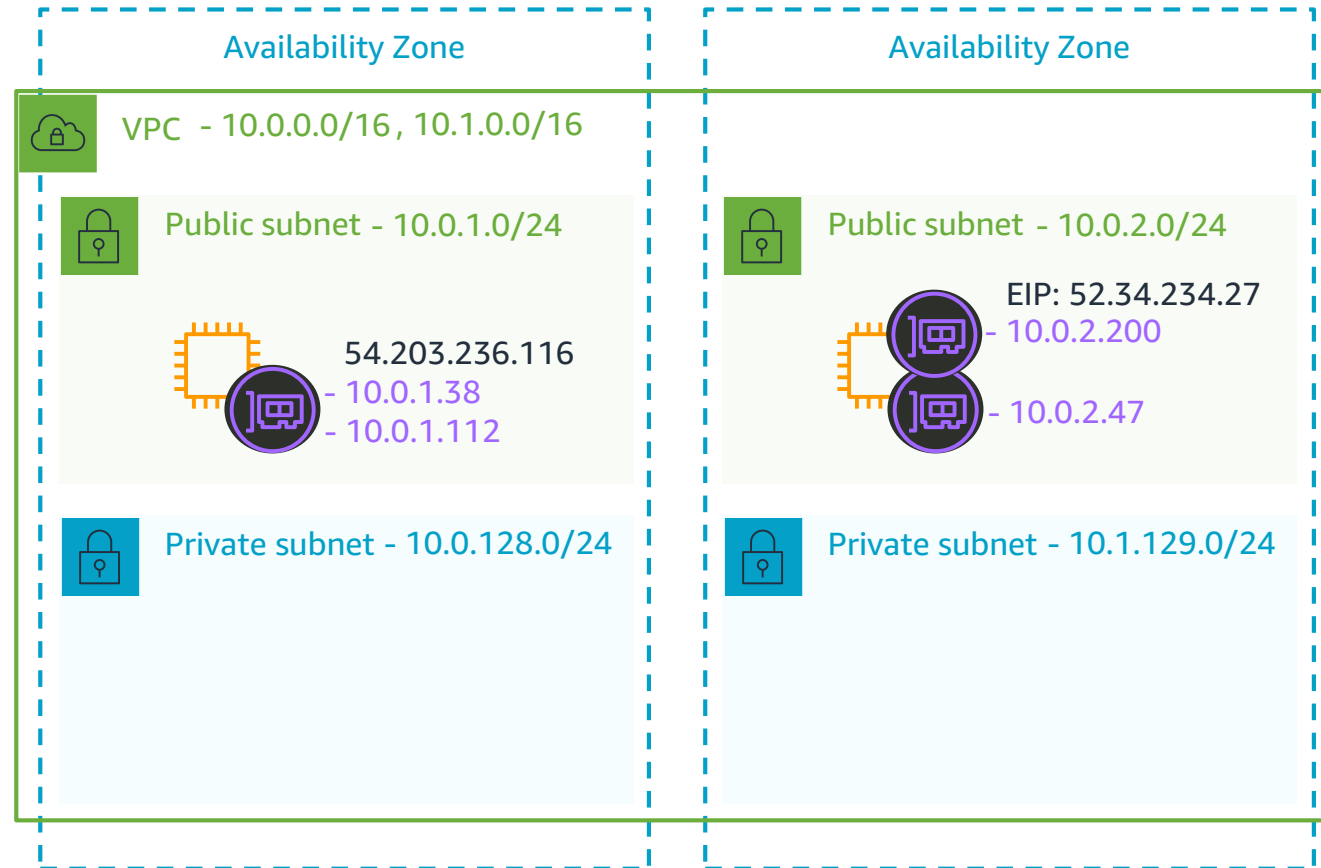 Availability Zone
Availability Zone
VPC - 10.0.0.0/16, 10.1.0.0/16
Public subnet - 10.0.1.0/24
54.203.236.116
- 10.0.1.38
- 10.0.1.112
Public subnet - 10.0.2.0/24
EIP: 52.34.234.27
- 10.0.2.200
- 10.0.2.47
Private subnet - 10.0.128.0/24
Private subnet - 10.1.129.0/24